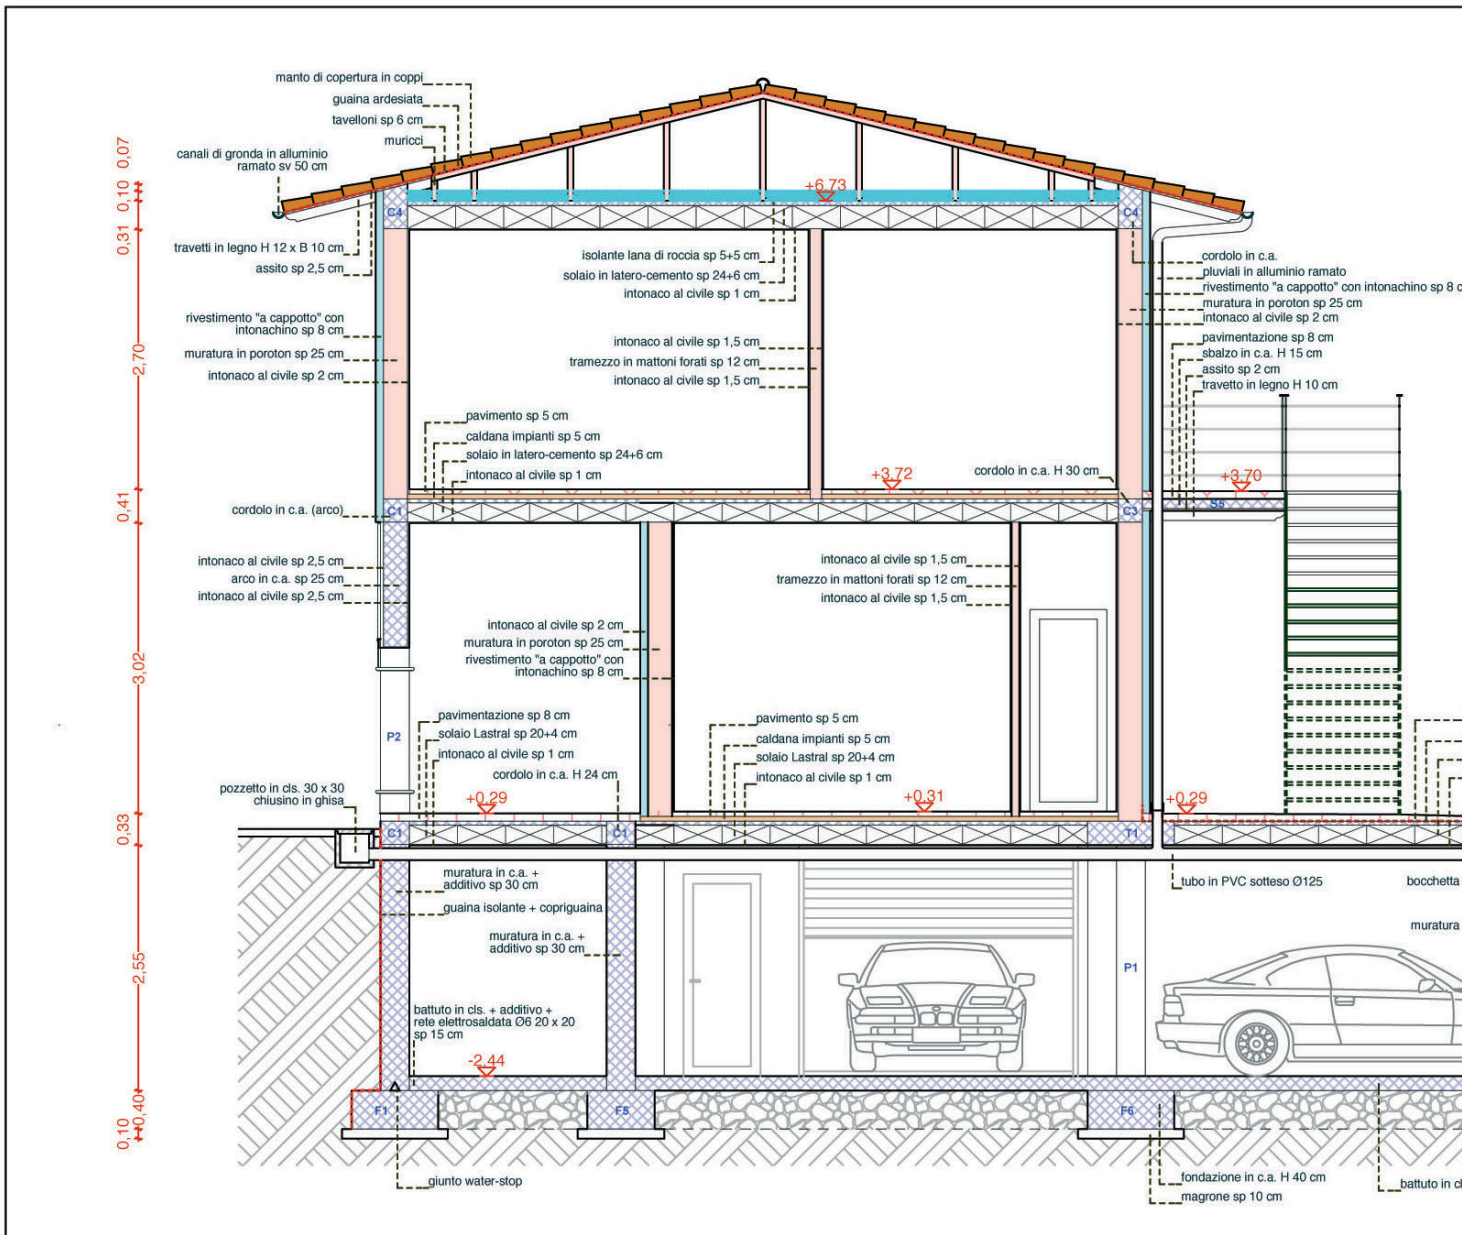 manto di copertura in coppi
guaina ardesiata
tavelloni sp 6 cm
muricci
canali di gronda in alluminio
ramato sv 50 cm
travetti in legno H 12 x B 10 cm
assito sp 2,5 cm
rivestimento "a cappotto" con
intonachino sp 8 cm
muratura in poroton sp 25 cm
intonaco al civile sp 2 cm
cordolo in c.a. (arco)
intonaco al civile sp 2,5 cm
arco in c.a. sp 25 cm
intonaco al civile sp 2,5 cm
pozzetto in cls. 30 x 30
chiusino in ghisa
0,07
0,10
0,31
2,70
0,41
3,02
0,33
2,55
0,40
0,10
C4
+6,73
C4
isolante lana di roccia sp 5+5 cm
solaio in latero-cemento sp 24+6 cm
intonaco al civile sp 1 cm
intonaco al civile sp 1,5 cm
tramezzo in mattoni forati sp 12 cm
intonaco al civile sp 1,5 cm
pavimento sp 5 cm
caldana impianti sp 5 cm
solaio in latero-cemento sp 24+6 cm
intonaco al civile sp 1 cm
+3,72
cordolo in c.a. H 30 cm
cordolo in c.a.
pluviali in alluminio ramato
rivestimento "a cappotto" con intonachino sp 8 c
muratura in poroton sp 25 cm
intonaco al civile sp 2 cm
pavimentazione sp 8 cm
sbalzo in c.a. H 15 cm
assito sp 2 cm
travetto in legno H 10 cm
+3,70
C1
C3
S5
intonaco al civile sp 1,5 cm
tramezzo in mattoni forati sp 12 cm
intonaco al civile sp 1,5 cm
intonaco al civile sp 2 cm
muratura in poroton sp 25 cm
rivestimento "a cappotto" con
intonachino sp 8 cm
P2
pavimentazione sp 8 cm
solaio Lastral sp 20+4 cm
intonaco al civile sp 1 cm
cordolo in c.a. H 24 cm
pavimento sp 5 cm
caldana impianti sp 5 cm
solaio Lastral sp 20+4 cm
intonaco al civile sp 1 cm
+0,29
+0,31
+0,29
C1
C1
T1
muratura in c.a. +
additivo sp 30 cm
guaina isolante + copriguaina
muratura in c.a. +
additivo sp 30 cm
battuto in cls. + additivo +
rete elettrosaldata Ø6 20 x 20
sp 15 cm
-2,44
tubo in PVC sotteso Ø125
bocchetta
muratura
P1
F1
F5
F6
giunto water-stop
fondazione in c.a. H 40 cm
magrone sp 10 cm
battuto in cl